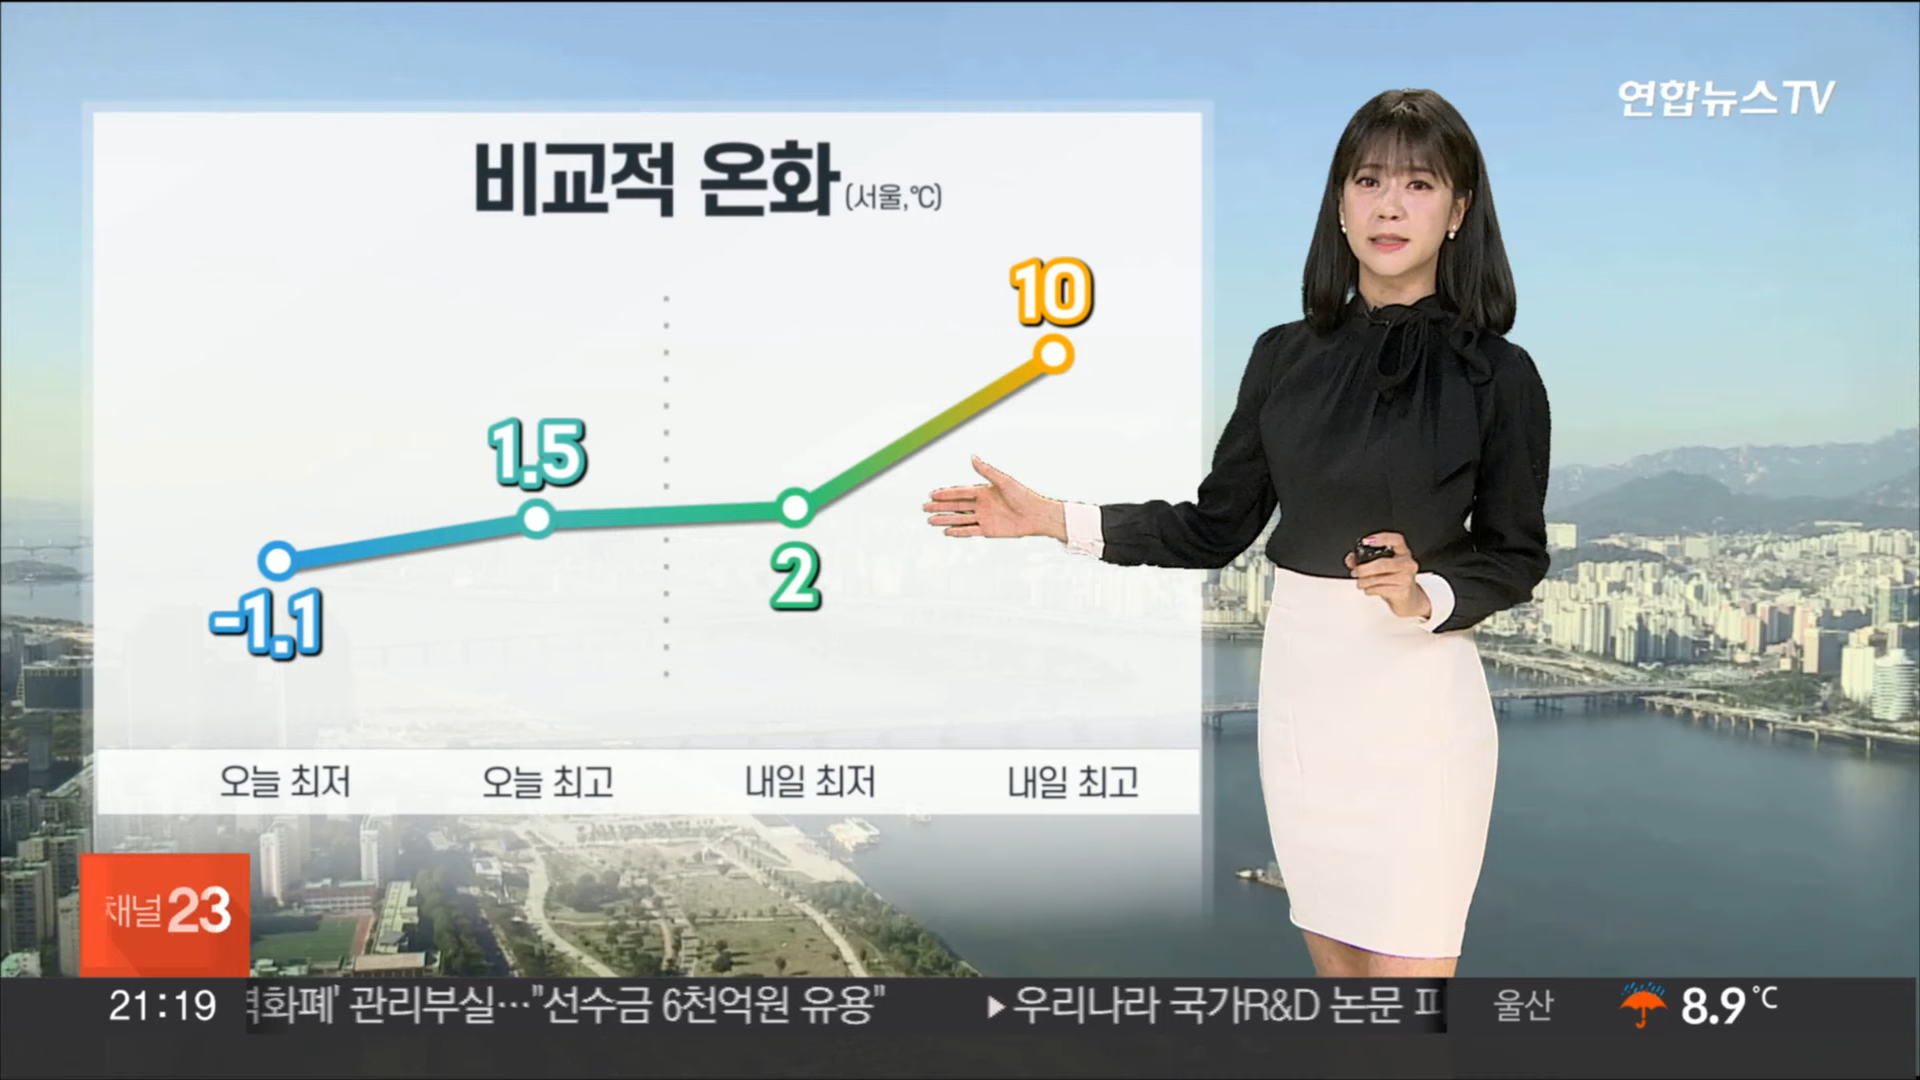 연합뉴스TV
비교적 온화 (서울,℃)
10
1.5
2
-1.1
오늘 최저 오늘 최고 내일 최저 내일 최고
채널 23
21:19 화폐' 관리부실…"선수금 6천억원 유용" ▶우리나라 국가R&D 논문 울산 8.9℃